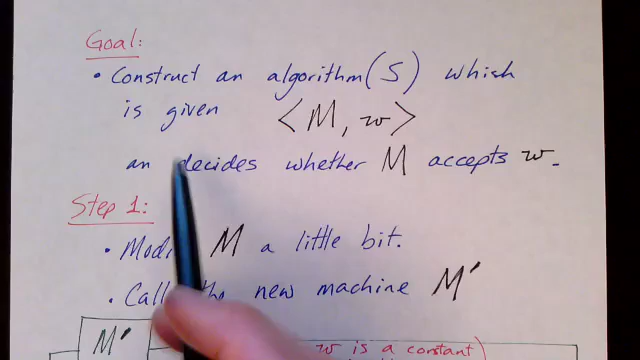 Goal:
• Construct an algorithm (S) which
is given <M, w>
an decides whether M accepts w.
Step 1:
• M a little bit.
• Call the new machine M'
M' w is a constant)